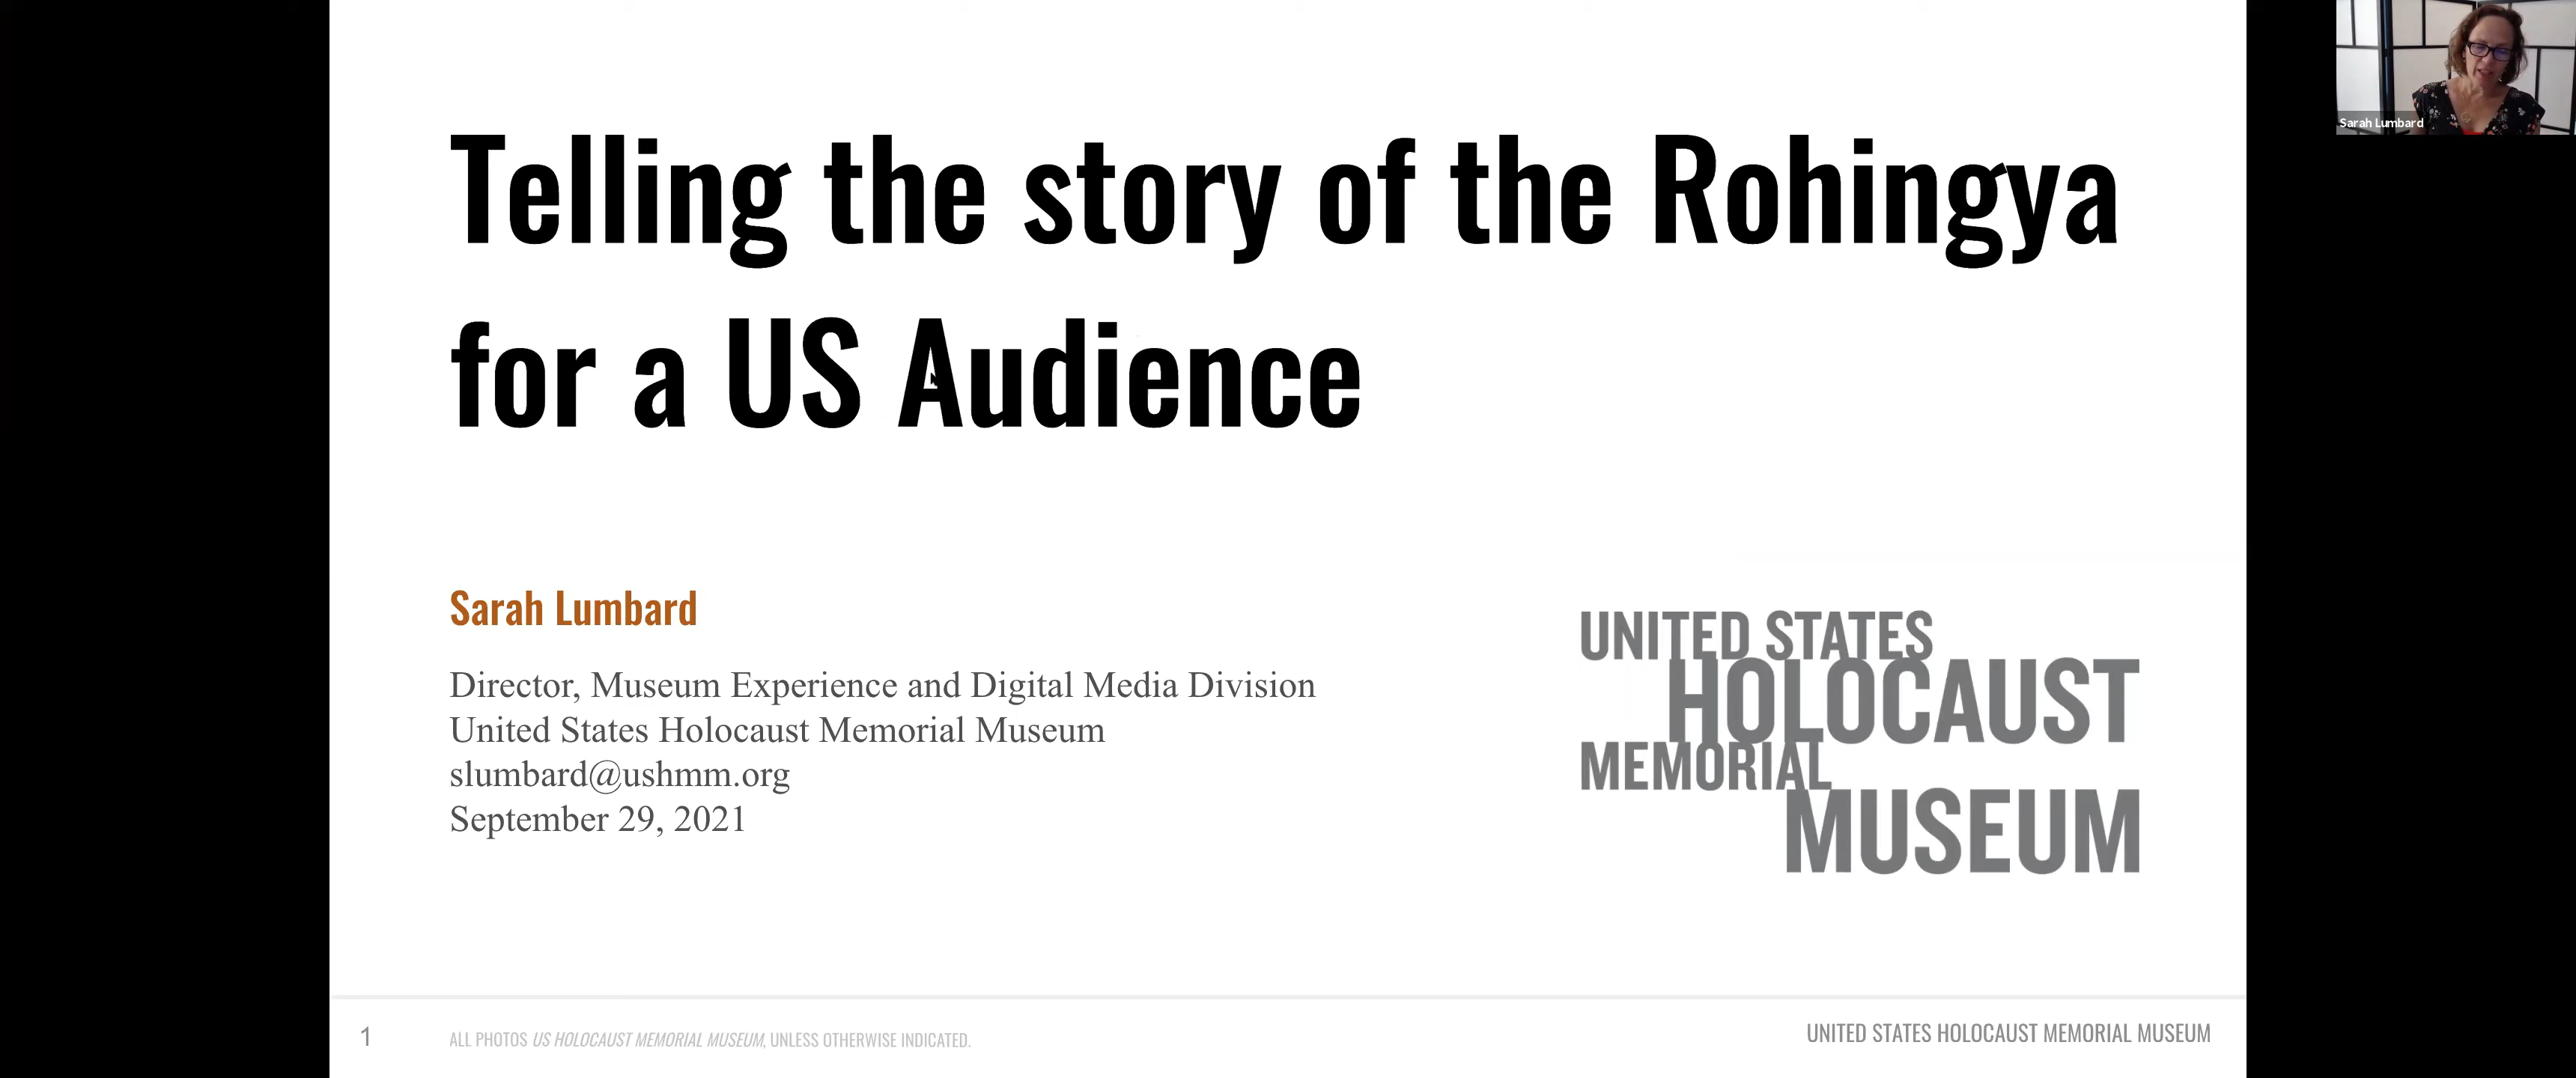 Telling the story of the Rohingya
for a US Audience
Sarah Lumbard
Director, Museum Experience and Digital Media Division
United States Holocaust Memorial Museum
slumbard@ushmm.org
September 29, 2021
UNITED STATES
HOLOCAUST
MEMORIAL
MUSEUM
1
ALL PHOTOS US HOLOCAUST MEMORIAL MUSEUM, UNLESS OTHERWISE INDICATED.
UNITED STATES HOLOCAUST MEMORIAL MUSEUM
Sarah Lumbard